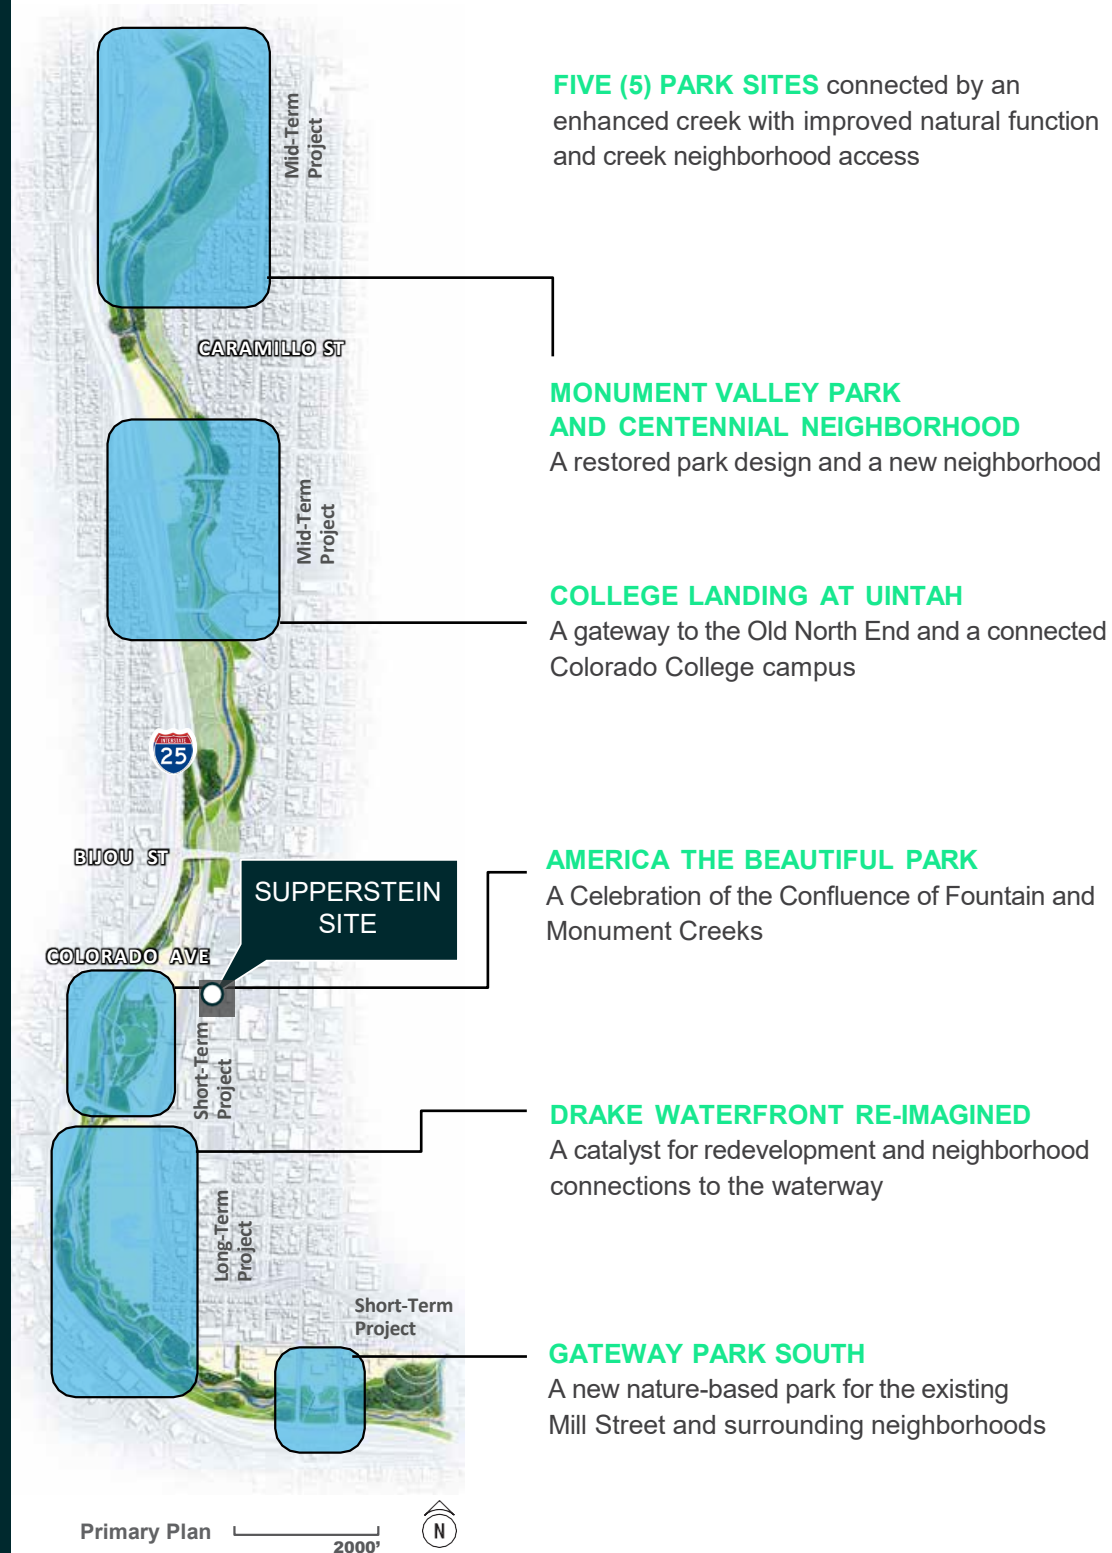 FIVE (5) PARK SITES connected by an
enhanced creek with improved natural function
and creek neighborhood access
Mid-Term
Project
CARAMILLO ST
MONUMENT VALLEY PARK
AND CENTENNIAL NEIGHBORHOOD
A restored park design and a new neighborhood
Mid-Term
Project
COLLEGE LANDING AT UINTAH
A gateway to the Old North End and a connected
Colorado College campus
INTERSTATE
25
BIJOU ST
SUPPERSTEIN
SITE
AMERICA THE BEAUTIFUL PARK
A Celebration of the Confluence of Fountain and
Monument Creeks
COLORADO AVE
Short-Term
Project
DRAKE WATERFRONT RE-IMAGINED
A catalyst for redevelopment and neighborhood
connections to the waterway
Long-Term
Project
Short-Term
Project
GATEWAY PARK SOUTH
A new nature-based park for the existing
Mill Street and surrounding neighborhoods
Primary Plan
2000'
N